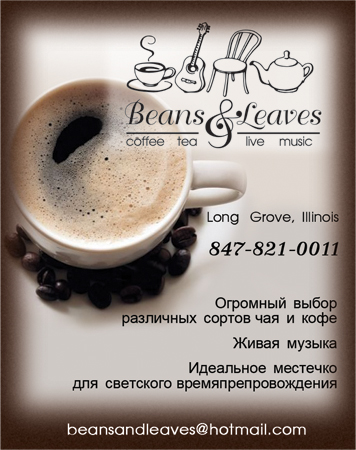 Beans & Leaves
coffee tea live music
Long Grove, Illinois
847-821-0011
Огромный выбор
различных сортов чая и кофе
Живая музыка
Идеальное местечко
для светского времяпрепровождения
beansandleaves@hotmail.com